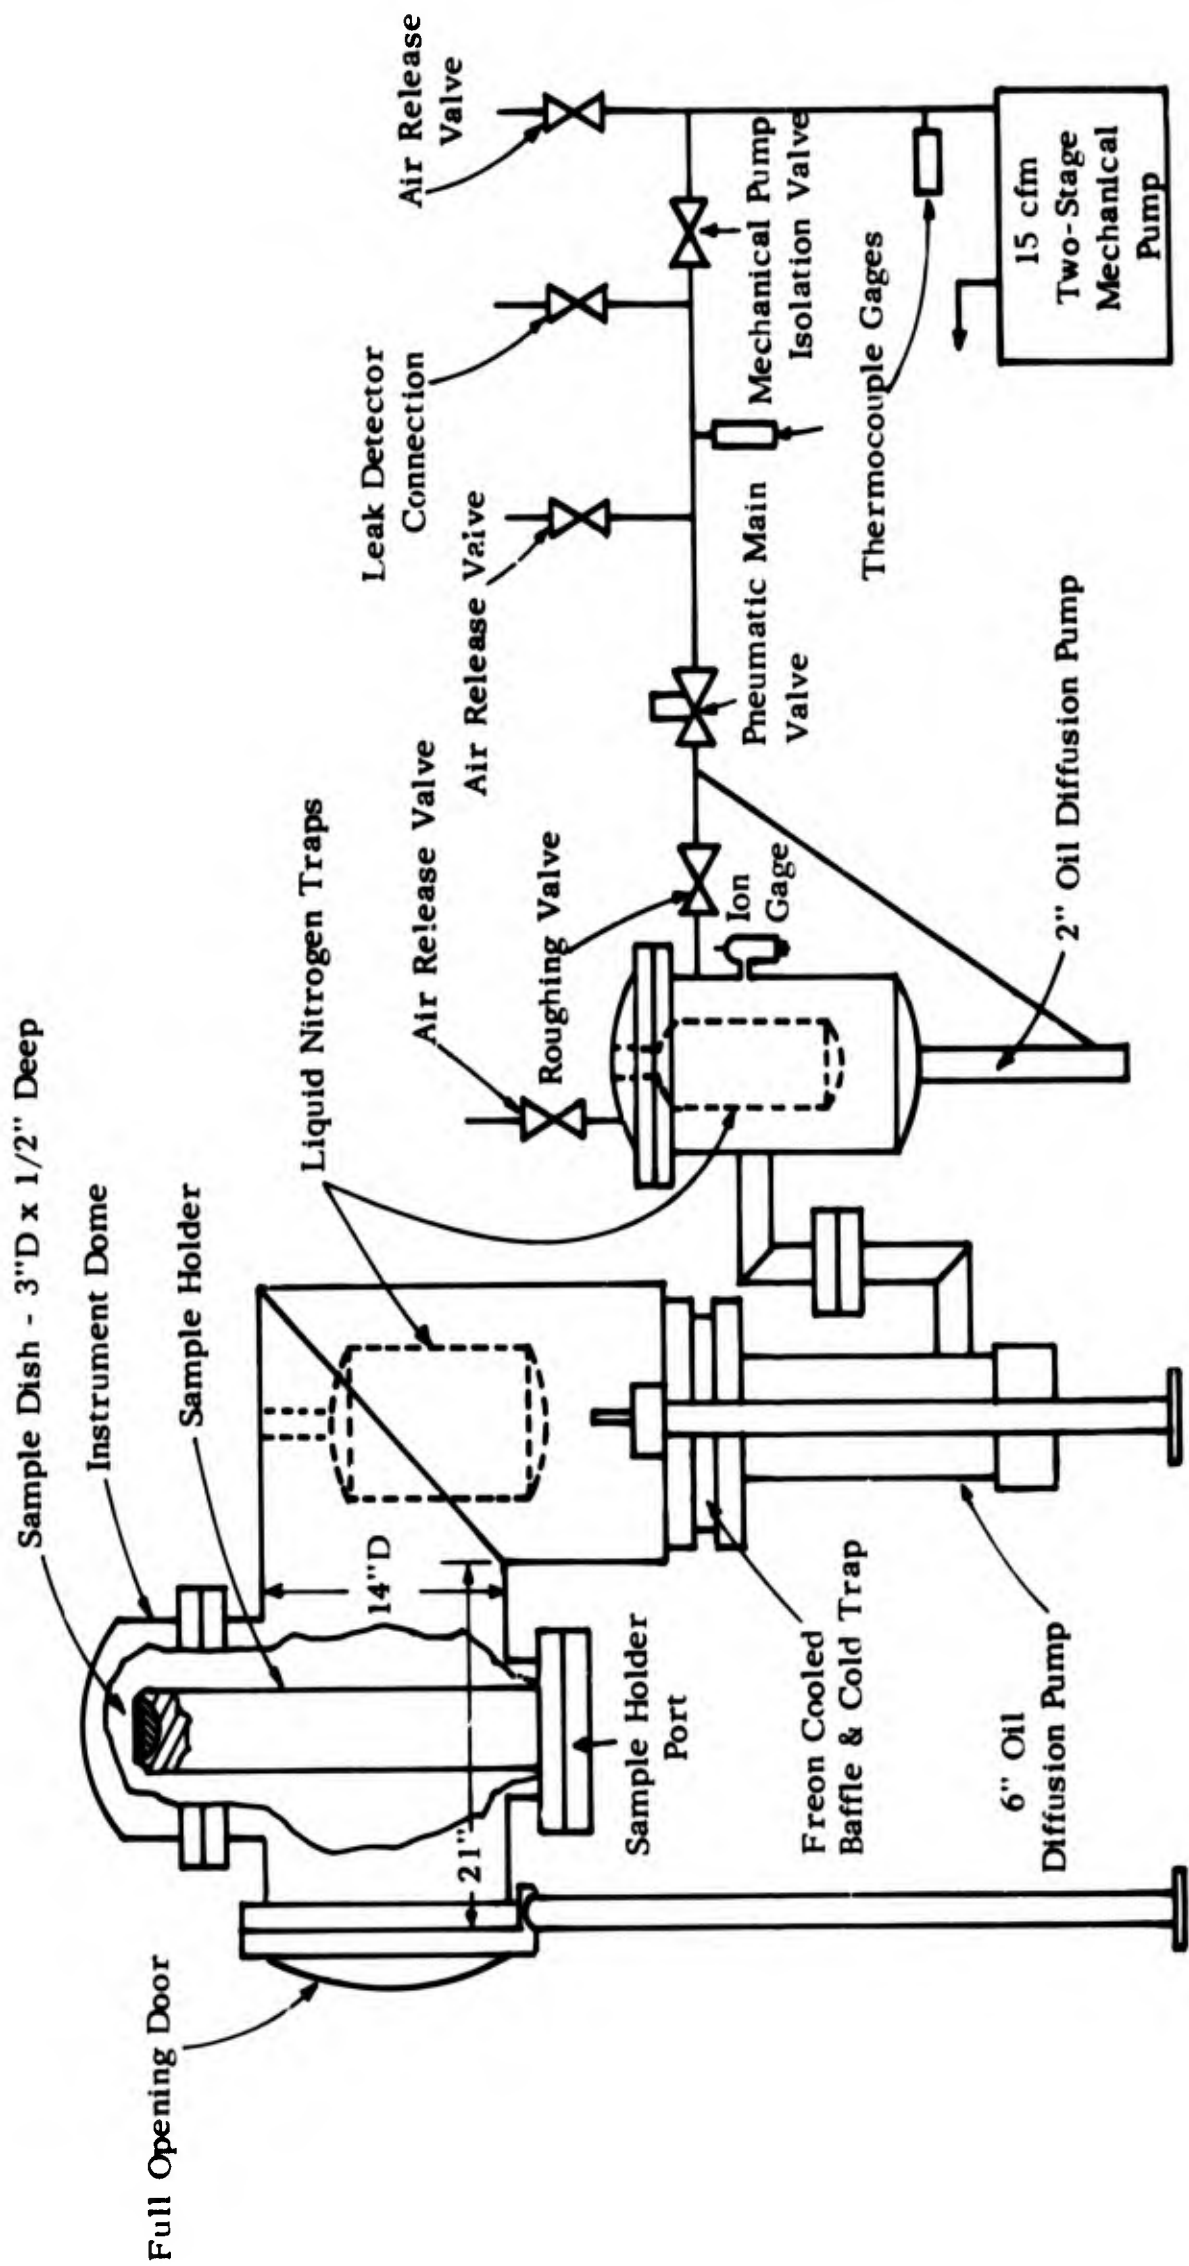 Full Opening Door
Sample Dish - 3"D x 1/2" Deep
Instrument Dome
Sample Holder
14"D
21"
Sample Holder
Port
Freon Cooled
Baffle & Cold Trap
6" Oil
Diffusion Pump
Liquid Nitrogen Traps
Air Release Valve
Roughing Valve
Ion
Gage
2" Oil Diffusion Pump
Air Release Valve
Pneumatic Main
Valve
Leak Detector
Connection
Thermocouple Gages
Mechanical Pump
Isolation Valve
Air Release
Valve
15 cfm
Two-Stage
Mechanical
Pump